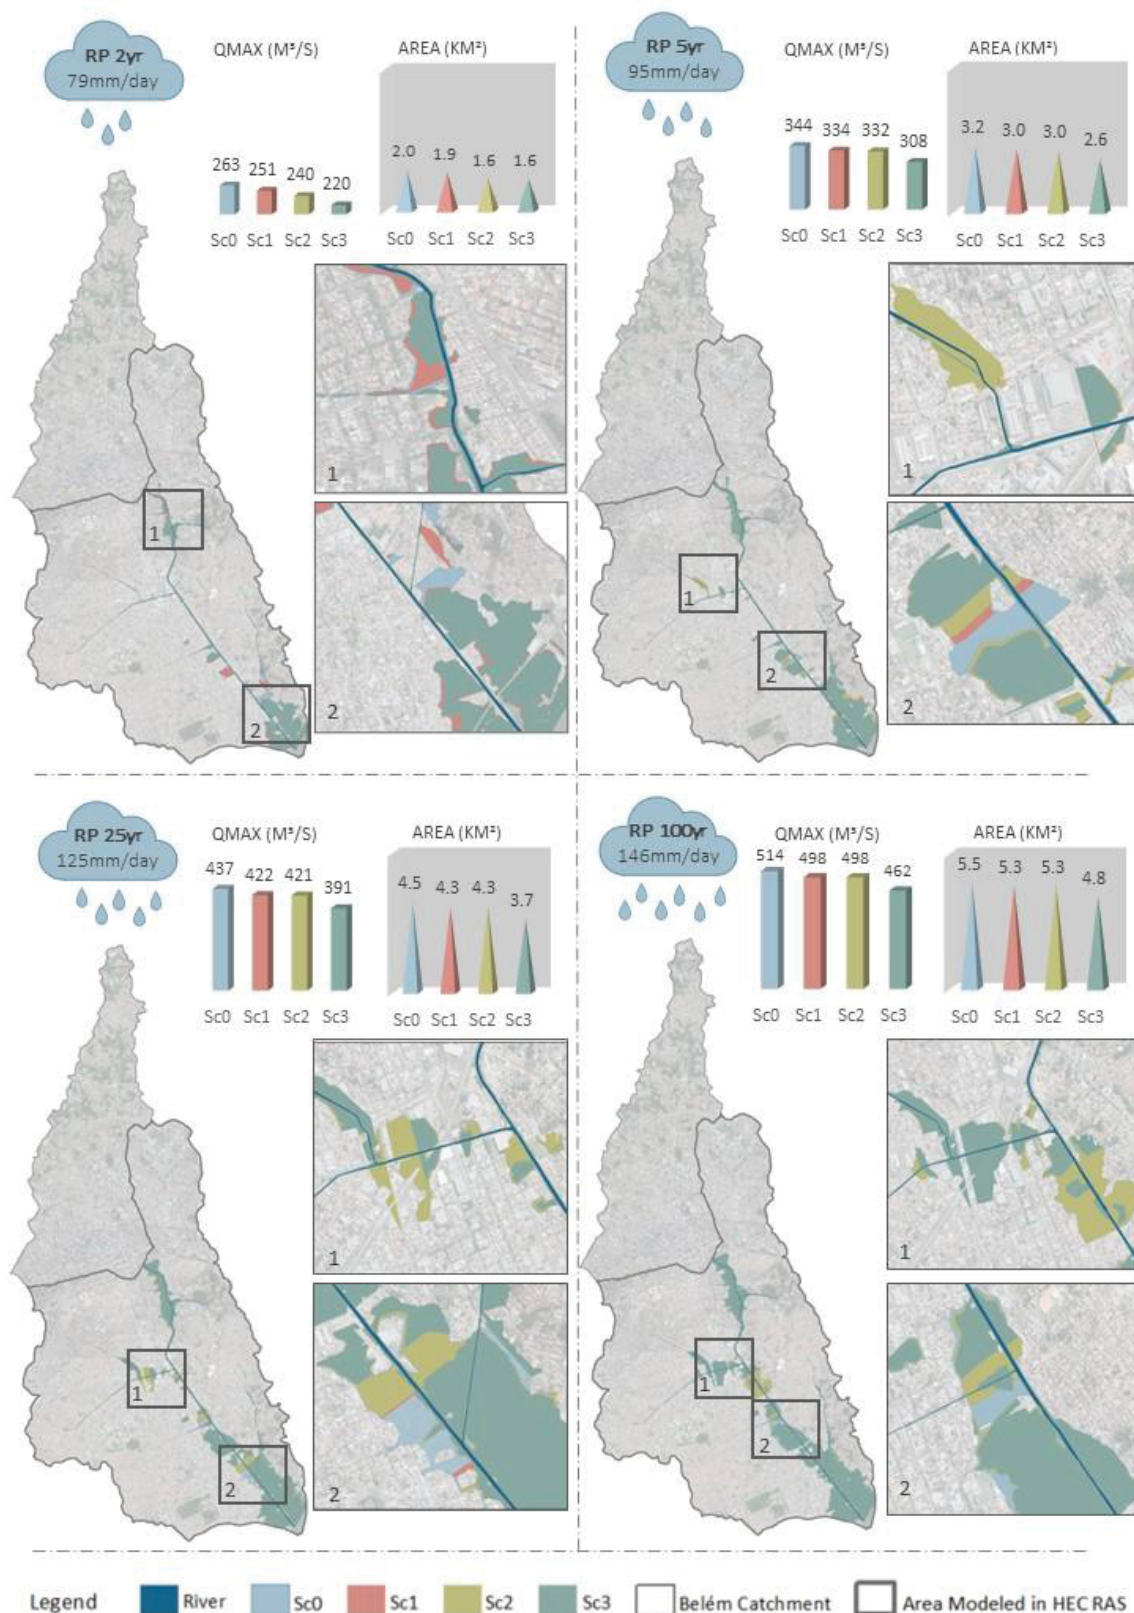 RP 2yr
79mm/day
QMAX (M³/S)
AREA (KM²)
263 251 240 220
2.0 1.9 1.6 1.6
Sc0 Sc1 Sc2 Sc3
Sc0 Sc1 Sc2 Sc3
1
2
1
2
RP 5yr
95mm/day
QMAX (M³/S)
AREA (KM²)
344 334 332 308
3.2 3.0 3.0 2.6
Sc0 Sc1 Sc2 Sc3
Sc0 Sc1 Sc2 Sc3
1
2
1
2
RP 25yr
125mm/day
QMAX (M³/S)
AREA (KM²)
437 422 421 391
4.5 4.3 4.3 3.7
Sc0 Sc1 Sc2 Sc3
Sc0 Sc1 Sc2 Sc3
1
2
1
2
RP 100yr
146mm/day
QMAX (M³/S)
AREA (KM²)
514 498 498 462
5.5 5.3 5.3 4.8
Sc0 Sc1 Sc2 Sc3
Sc0 Sc1 Sc2 Sc3
1
2
1
2
Legend River Sc0 Sc1 Sc2 Sc3 Belém Catchment Area Modeled in HEC RAS